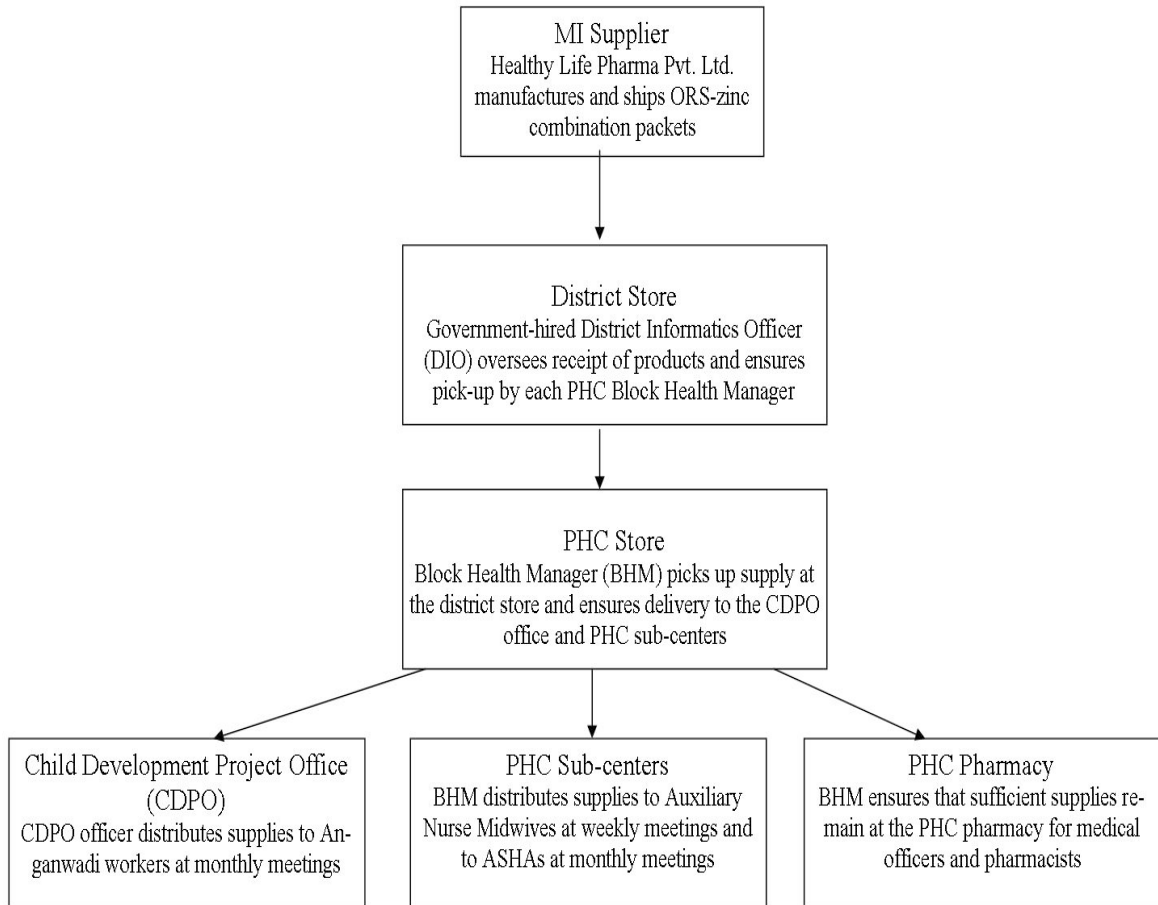 MI Supplier
Healthy Life Pharma Pvt. Ltd.
manufactures and ships ORS-zinc
combination packets
District Store
Government-hired District Informatics Officer
(DIO) oversees receipt of products and ensures
pick-up by each PHC Block Health Manager
PHC Store
Block Health Manager (BHM) picks up supply at
the district store and ensures delivery to the CDPO
office and PHC sub-centers
Child Development Project Office
(CDPO)
CDPO officer distributes supplies to An-
ganwadi workers at monthly meetings
PHC Sub-centers
BHM distributes supplies to Auxiliary
Nurse Midwives at weekly meetings and
to ASHAs at monthly meetings
PHC Pharmacy
BHM ensures that sufficient supplies re-
main at the PHC pharmacy for medical
officers and pharmacists